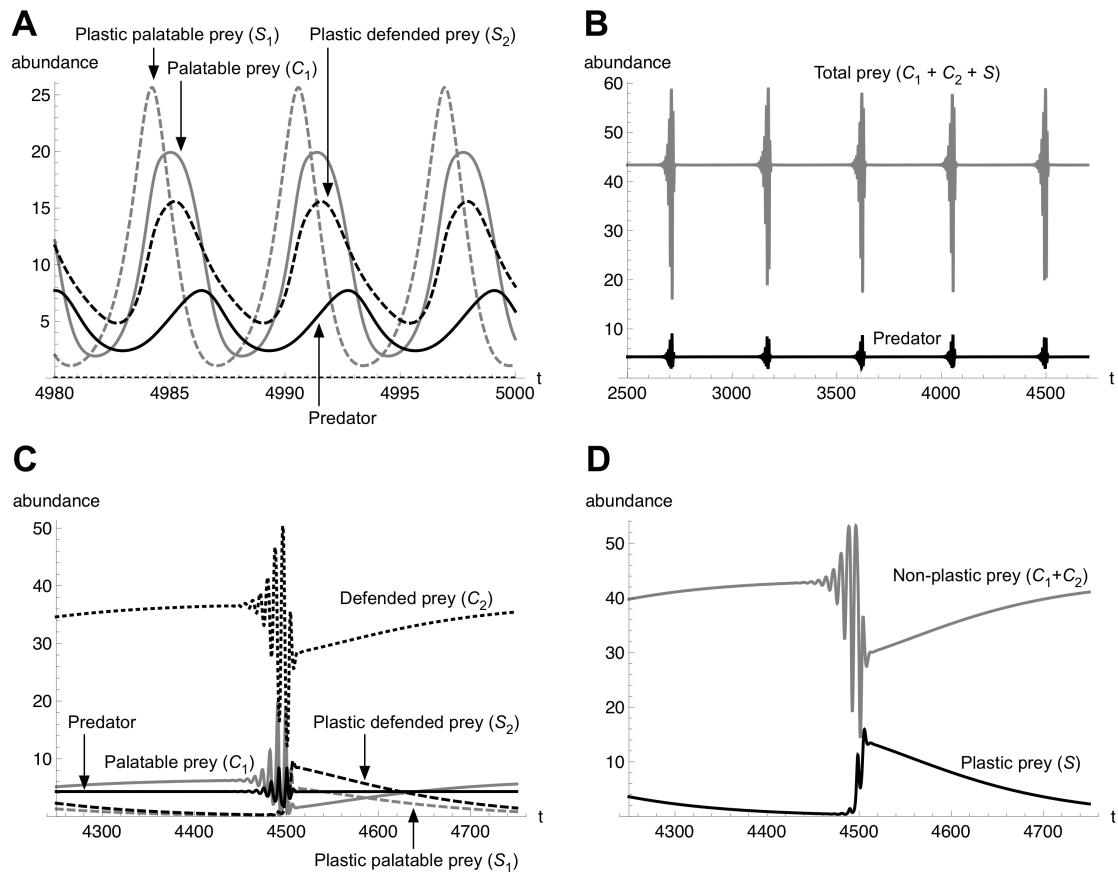 A
Plastic palatable prey (S1)
Plastic defended prey (S2)
abundance
Palatable prey (C1)
25
20
15
10
5
4980 4985 4990 4995 5000
t
Predator
B
abundance
Total prey (C1 + C2 + S)
60
50
40
30
20
10
Predator
2500 3000 3500 4000 4500
t
C
abundance
50
40
30
20
10
Defended prey (C2)
Predator
Plastic defended prey (S2)
Palatable prey (C1)
4300 4400 4500 4600 4700
t
Plastic palatable prey (S1)
D
abundance
50
40
30
20
10
Non-plastic prey (C1+C2)
Plastic prey (S)
4300 4400 4500 4600 4700
t